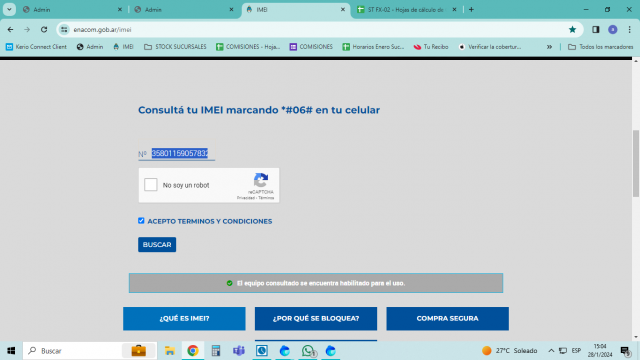 Admin
Admin
IMEI
ST FX-02 - Hojas de cálculo de
enacom.gob.ar/imei
Kerio Connect Client
Admin
IMEI
STOCK SUCURSALES
COMISIONES - Hoja...
COMISIONES
Horarios Enero Suc...
Tu Recibo
Verificar la cobertur...
»
Todos los marcadores
Consultá tu IMEI marcando *#06# en tu celular
Nº 35801159057832
No soy un robot
reCAPTCHA
Privacidad - Términos
ACEPTO TERMINOS Y CONDICIONES
BUSCAR
El equipo consultado se encuentra habilitado para el uso.
¿QUÉ ES IMEI?
¿POR QUÉ SE BLOQUEA?
COMPRA SEGURA
Buscar
27°C Soleado
ESP
15:04
28/1/2024